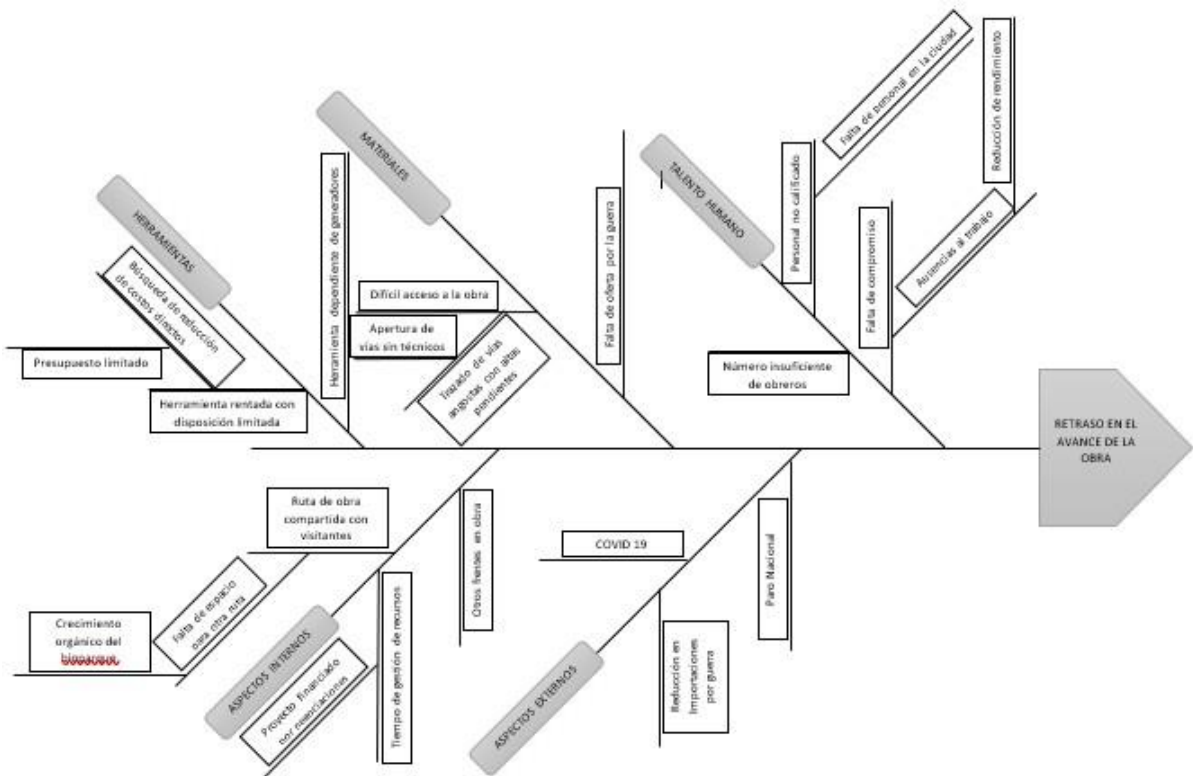 HERRAMIENTAS
Búsqueda de reducción
de costos directos
Presupuesto limitado
Herramienta rentada con
disposición limitada
Herramienta dependiente de generadores
MATERIALES
Difícil acceso a la obra
Apertura de
vías sin técnicos
Trazado de vías
angostas con altas
pendientes
Falta de oferta por la guerra
TALENTO HUMANO
Personal no calificado
Falta de personal en la ciudad
Número insuficiente
de obreros
Falta de compromiso
Ausencias al trabajo
Reducción de rendimiento
RETRASO EN EL
AVANCE DE LA
OBRA
ASPECTOS INTERNOS
Ruta de obra
compartida con
visitantes
Falta de espacio
para otra ruta
Crecimiento
orgánico del
bioparque
Proyecto financiado
por negociaciones
Tiempo de gestión de recursos
Otros frentes en obra
ASPECTOS EXTERNOS
COVID 19
Reducción en
Importaciones
por guerra
Paro Nacional